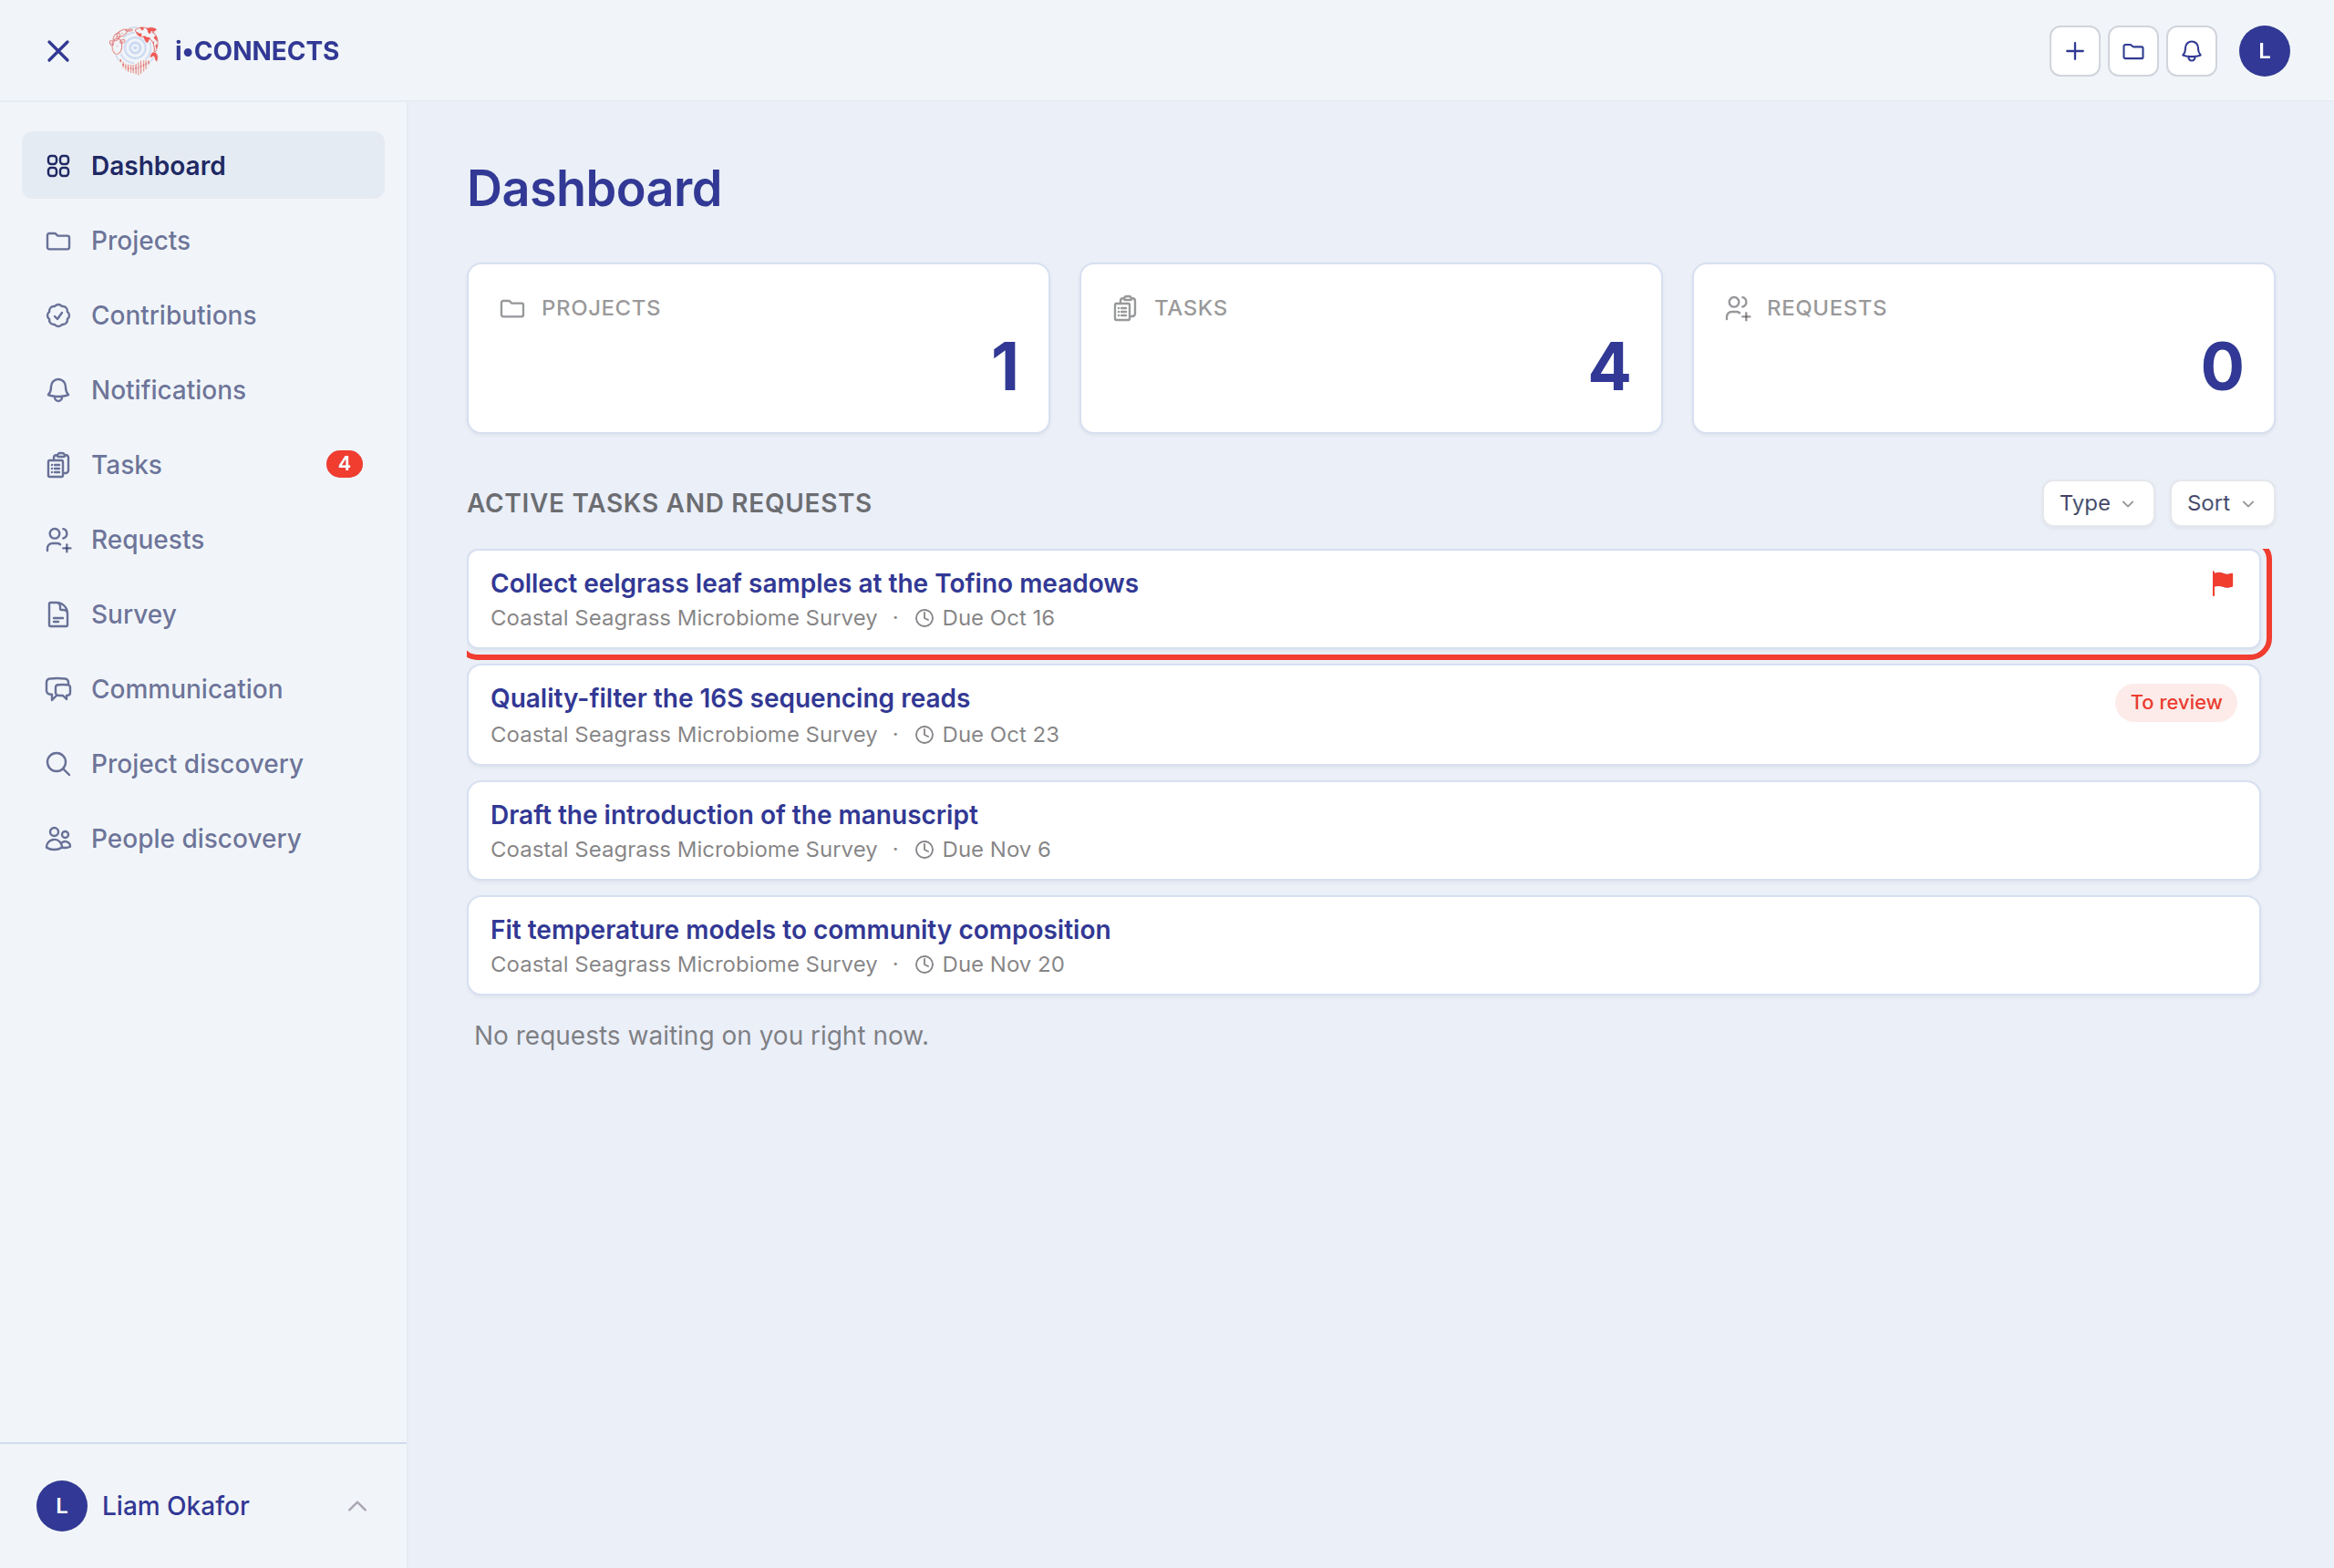 i•CONNECTS
L
Dashboard
Projects
Contributions
Notifications
Tasks
4
Requests
Survey
Communication
Project discovery
People discovery
L
Liam Okafor
Dashboard
PROJECTS
1
TASKS
4
REQUESTS
0
ACTIVE TASKS AND REQUESTS
Type
Sort
Collect eelgrass leaf samples at the Tofino meadows
Coastal Seagrass Microbiome Survey · Due Oct 16
Quality-filter the 16S sequencing reads
To review
Coastal Seagrass Microbiome Survey · Due Oct 23
Draft the introduction of the manuscript
Coastal Seagrass Microbiome Survey · Due Nov 6
Fit temperature models to community composition
Coastal Seagrass Microbiome Survey · Due Nov 20
No requests waiting on you right now.